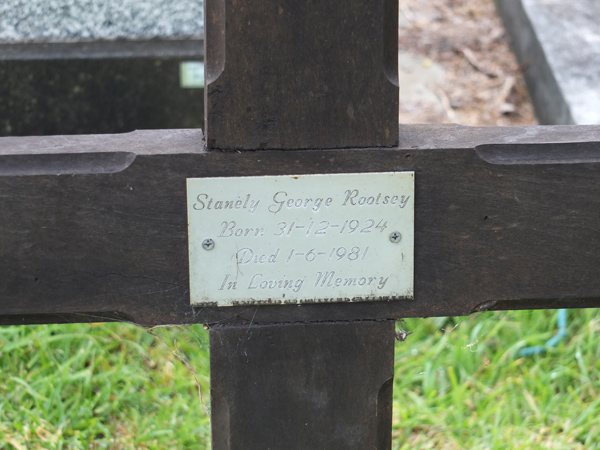 Stanely George Rootsey
Born 31-12-1924
Died 1-6-1981
In Loving Memory